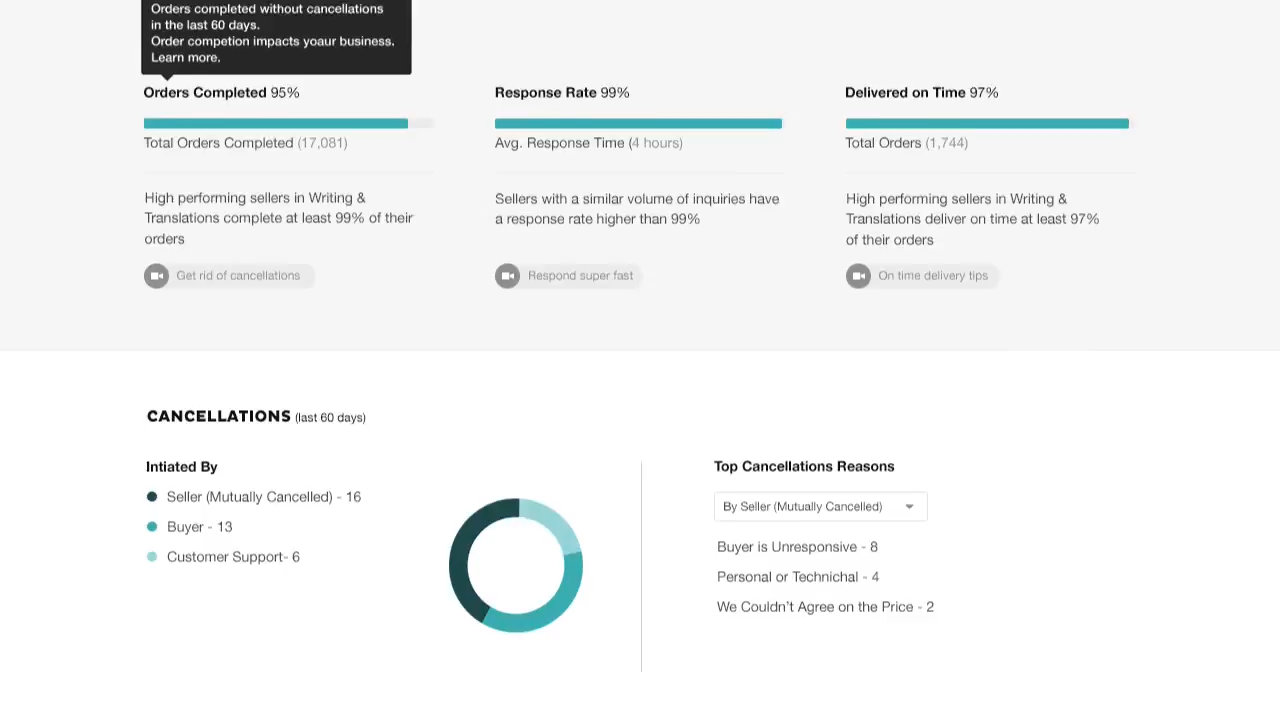 Orders completed without cancellations
in the last 60 days.
Order competion impacts yoaur business.
Learn more.
Orders Completed 95%
Total Orders Completed (17,081)
High performing sellers in Writing &
Translations complete at least 99% of their
orders
Get rid of cancellations
Response Rate 99%
Avg. Response Time (4 hours)
Sellers with a similar volume of inquiries have
a response rate higher than 99%
Respond super fast
Delivered on Time 97%
Total Orders (1,744)
High performing sellers in Writing &
Translations deliver on time at least 97%
of their orders
On time delivery tips
CANCELLATIONS (last 60 days)
Intiated By
Seller (Mutually Cancelled) - 16
Buyer - 13
Customer Support- 6
Top Cancellations Reasons
By Seller (Mutually Cancelled)
Buyer is Unresponsive - 8
Personal or Technichal - 4
We Couldn't Agree on the Price - 2